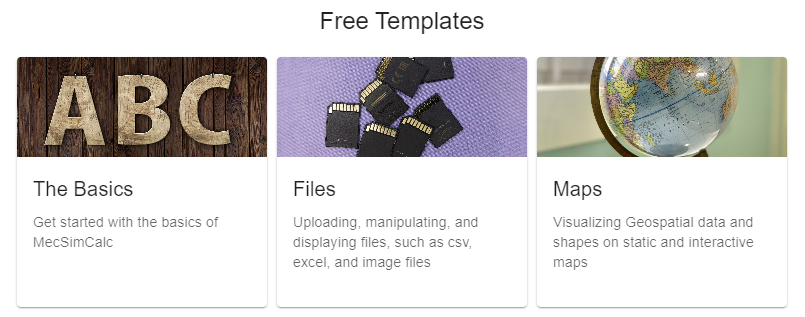 Free Templates
ABC
The Basics
Get started with the basics of
MecSimCalc
Files
Uploading, manipulating, and
displaying files, such as csv,
excel, and image files
Maps
Visualizing Geospatial data and
shapes on static and interactive
maps